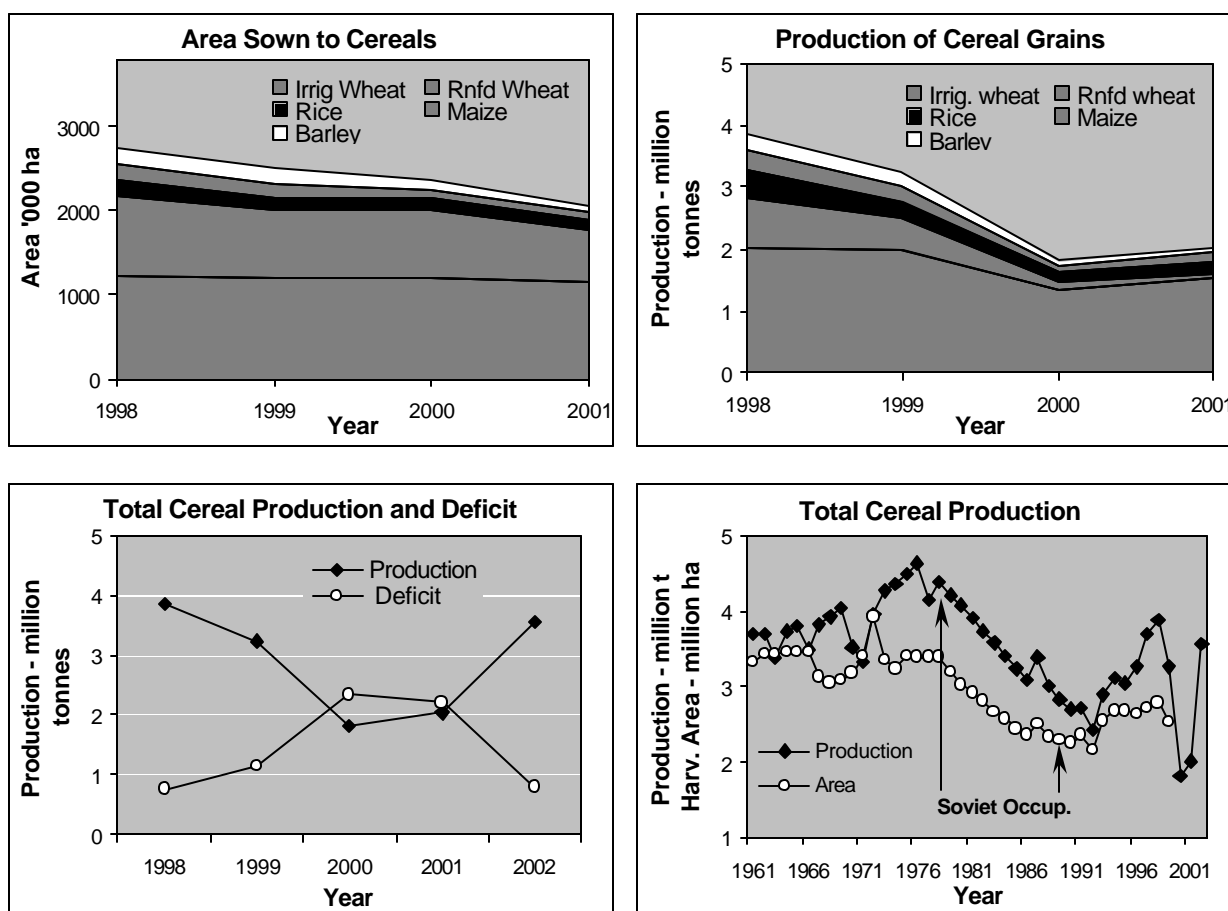 Area Sown to Cereals
Irrig Wheat Rnfd Wheat
Rice Maize
Barley
Area '000 ha
3000
2000
1000
0
1998 1999 2000 2001
Year
Production of Cereal Grains
Irrig. wheat Rnfd wheat
Rice Maize
Barley
Production - million
tonnes
5
4
3
2
1
0
1998 1999 2000 2001
Year
Total Cereal Production and Deficit
Production
Deficit
Production - million
tonnes
5
4
3
2
1
0
1998 1999 2000 2001 2002
Year
Total Cereal Production
Production - million t
Harv. Area - million ha
5
4
3
2
1
Production
Area
Soviet Occup.
1961 1966 1971 1976 1981 1986 1991 1996 2001
Year